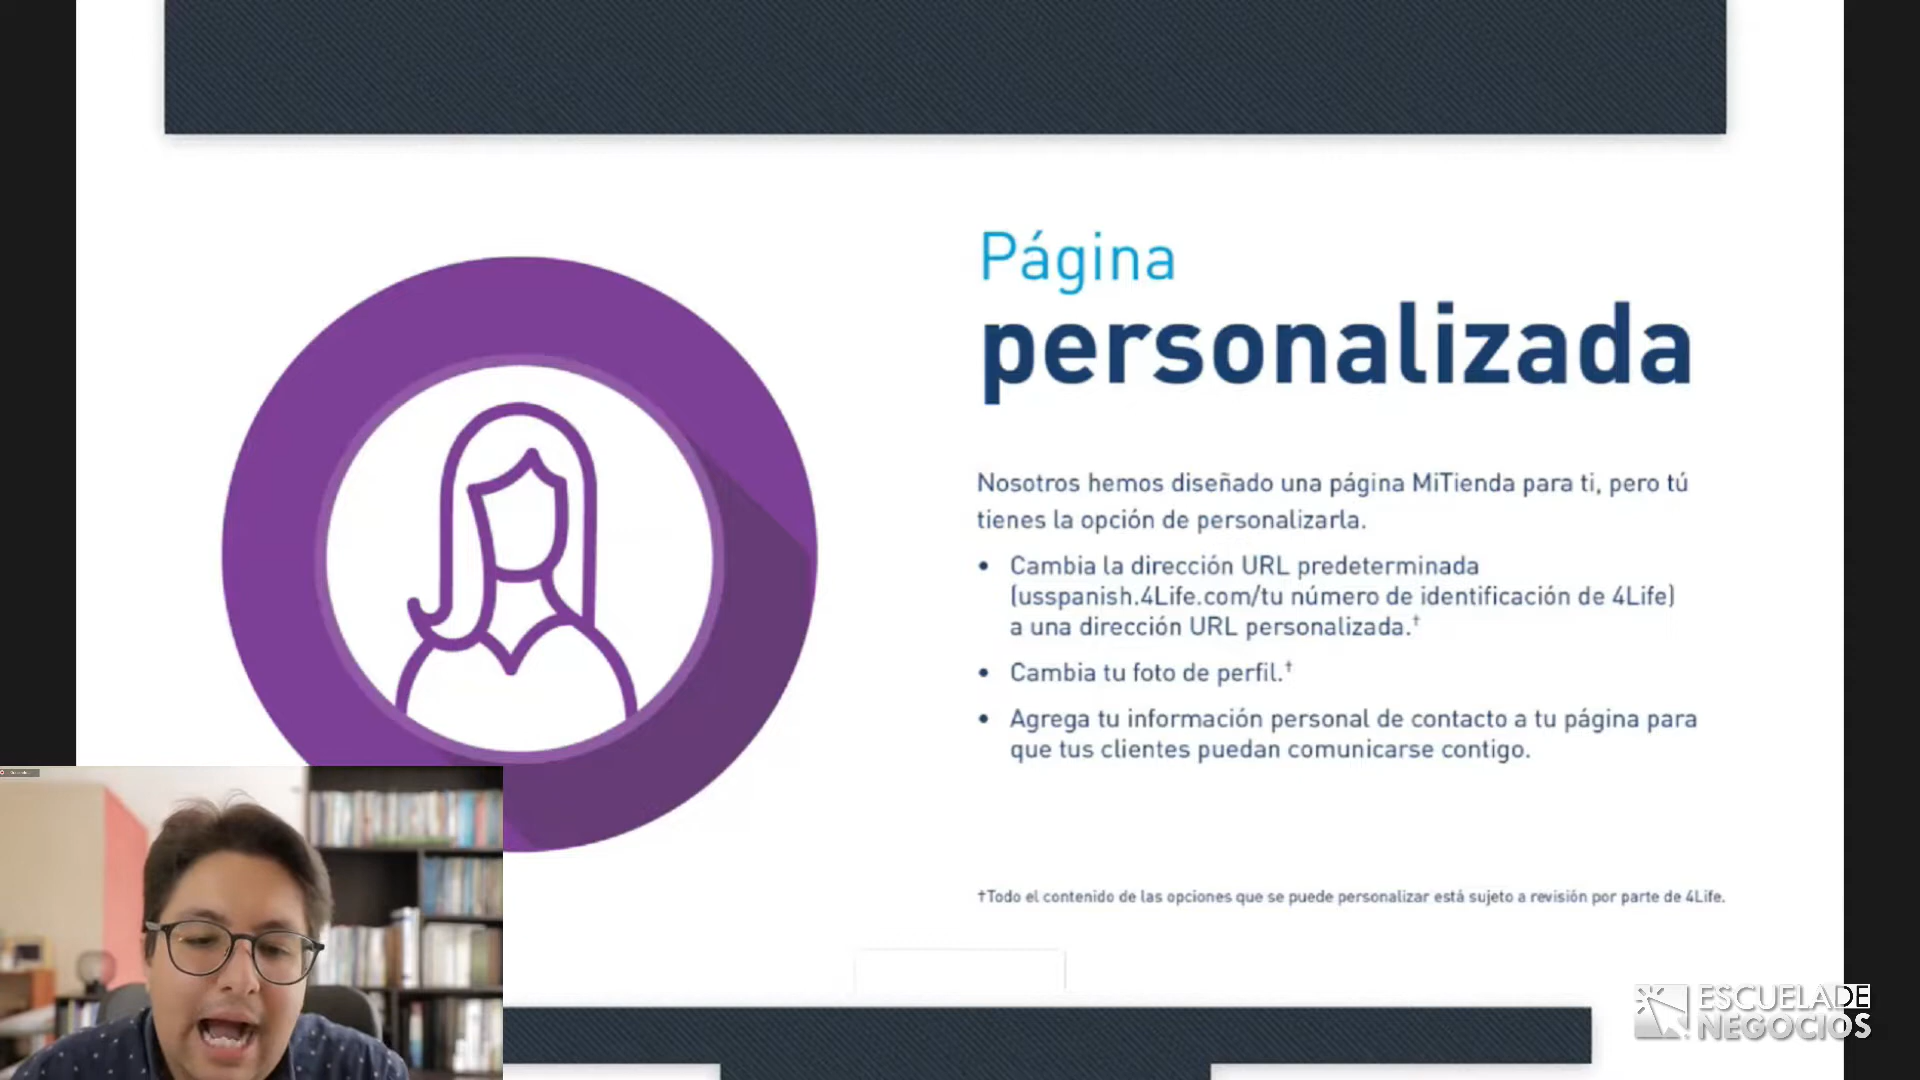 Página
personalizada
Nosotros hemos diseñado una página MiTienda para ti, pero tú
tienes la opción de personalizarla.
• Cambia la dirección URL predeterminada
(usspanish.4Life.com/tu número de identificación de 4Life)
a una dirección URL personalizada.†
• Cambia tu foto de perfil.†
• Agrega tu información personal de contacto a tu página para
que tus clientes puedan comunicarse contigo.
†Todo el contenido de las opciones que se puede personalizar está sujeto a revisión por parte de 4Life.
ESCUELA DE
NEGOCIOS